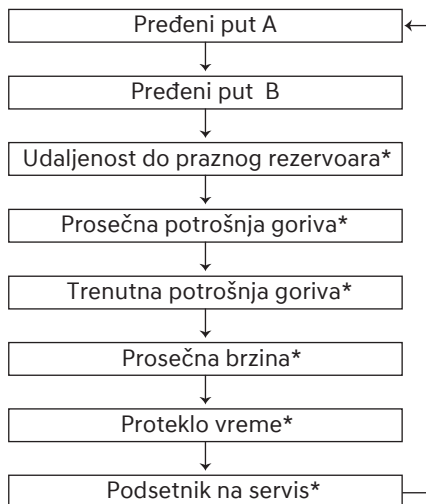 Pređeni put A
Pređeni put B
Udaljenost do praznog rezervoara*
Prosečna potrošnja goriva*
Trenutna potrošnja goriva*
Prosečna brzina*
Proteklo vreme*
Podsetnik na servis*